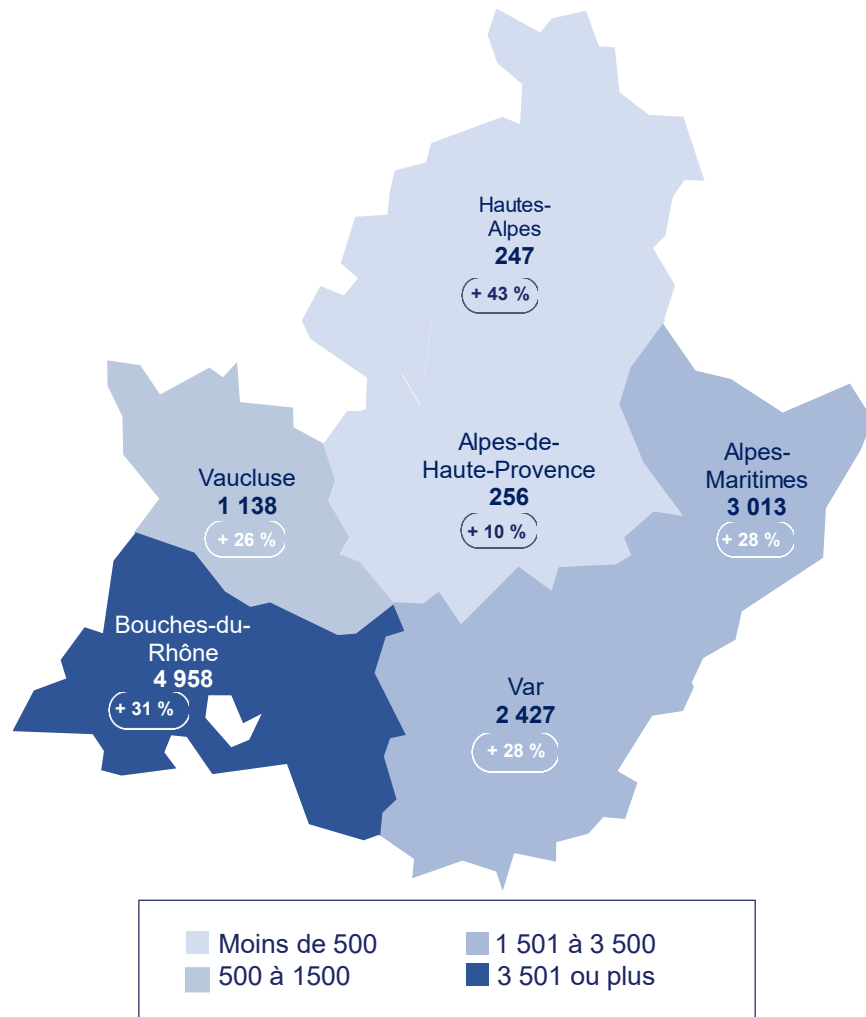 Hautes-
Alpes
247
+ 43 %
Alpes-de-
Haute-Provence
256
+ 10 %
Alpes-
Maritimes
3 013
+ 28 %
Vaucluse
1 138
+ 26 %
Bouches-du-
Rhône
4 958
+ 31 %
Var
2 427
+ 28 %
Moins de 500
500 à 1500
1 501 à 3 500
3 501 ou plus